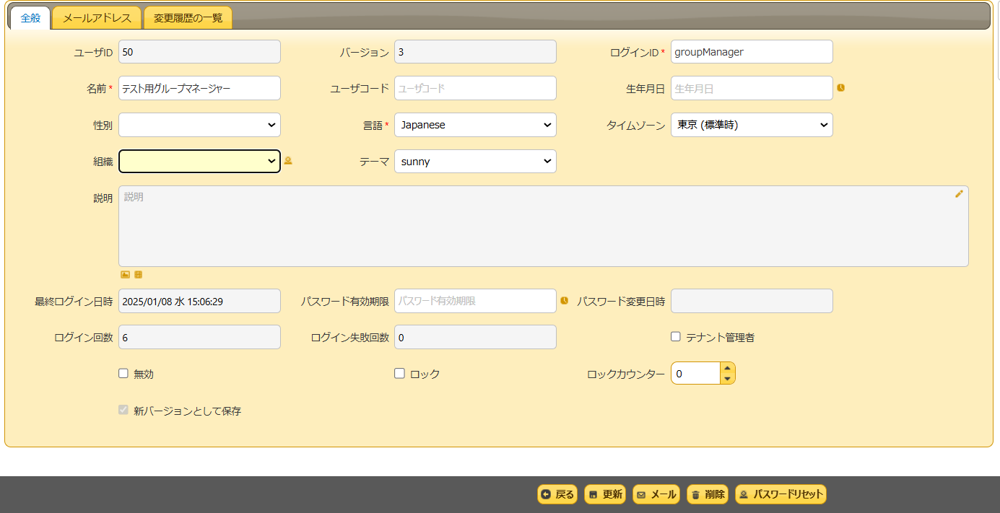 全般 メールアドレス 変更履歴の一覧
ユーザID 50 バージョン 3 ログインID* groupManager
名前* テスト用グループマネージャー ユーザコード ユーザコード 生年月日 生年月日
性別 言語* Japanese タイムゾーン 東京 (標準時)
組織 テーマ sunny
説明 説明
最終ログイン日時 2025/01/08 水 15:06:29 パスワード有効期限 パスワード有効期限 パスワード変更日時
ログイン回数 6 ログイン失敗回数 0 テナント管理者
無効 ロック ロックカウンター 0
新バージョンとして保存
戻る 更新 メール 削除 パスワードリセット